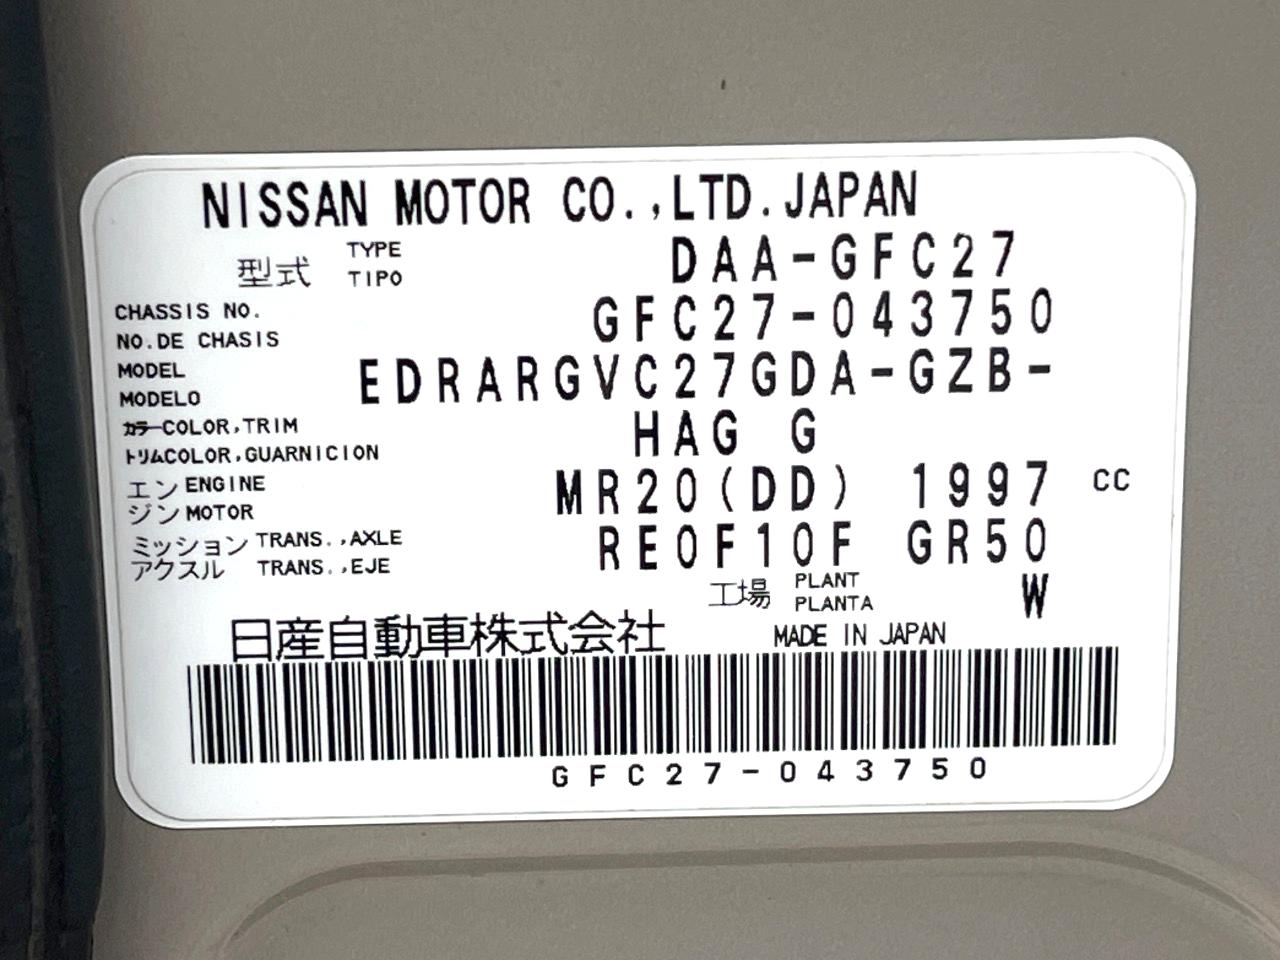 NISSAN MOTOR CO.,LTD.JAPAN
型式 TYPE TIPO DAA-GFC27
CHASSIS NO. NO.DE CHASIS GFC27-043750
MODEL MODELO EDRARGVC27GDA-GZB-
カラーCOLOR,TRIM HAG G
トリムCOLOR,GUARNICION
エンジン ENGINE MOTOR MR20(DD) 1997 CC
ミッション TRANS.,AXLE RE0F10F GR50
アクスル TRANS.,EJE
工場 PLANT PLANTA W
日産自動車株式会社 MADE IN JAPAN
GFC27-043750